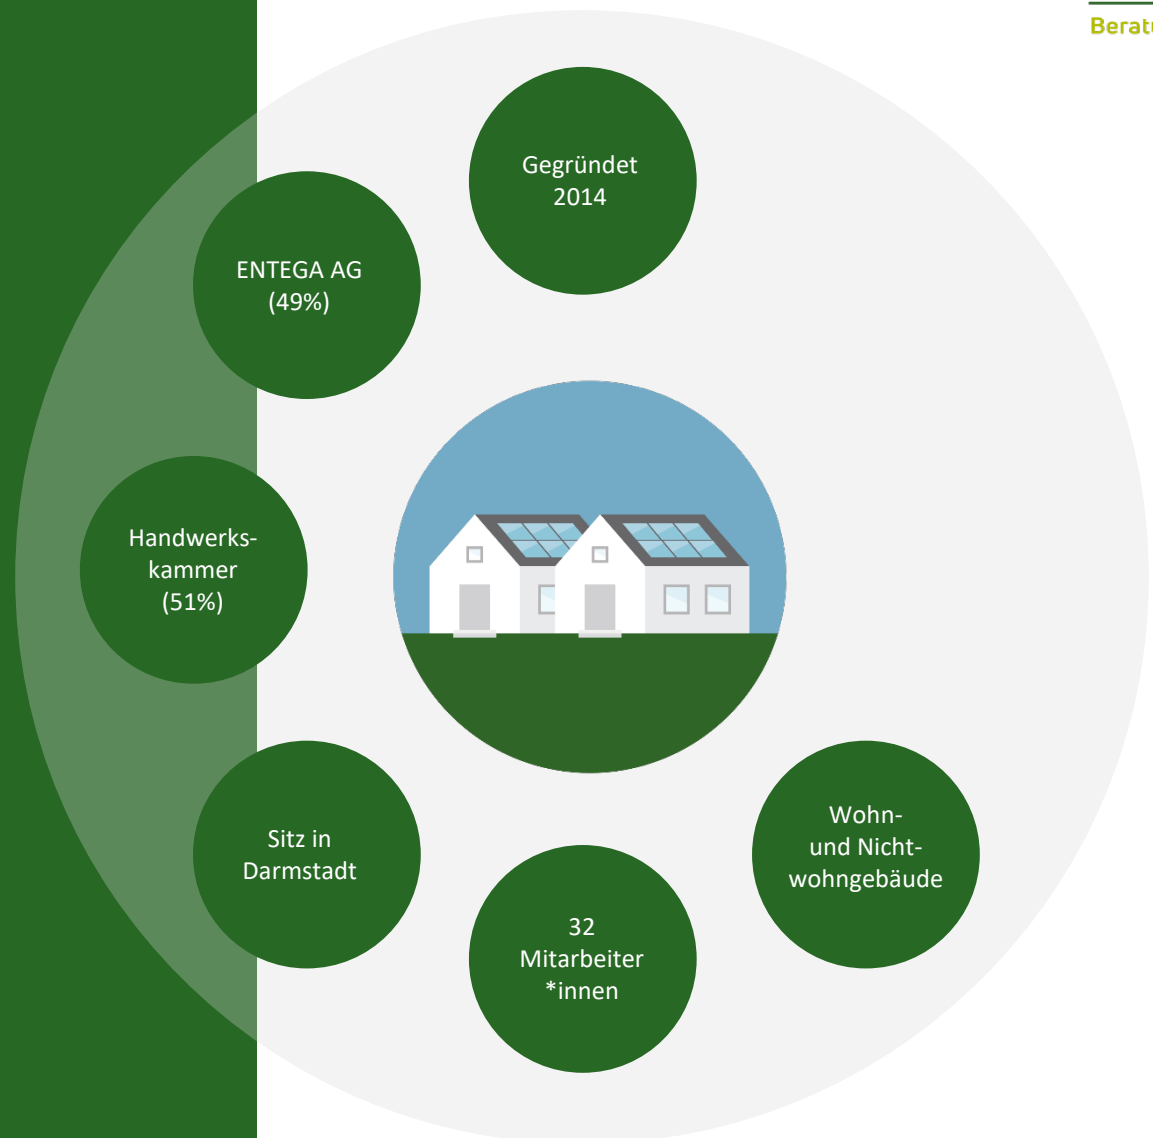 Gegründet
2014
ENTEGA AG
(49%)
Handwerks-
kammer
(51%)
Sitz in
Darmstadt
32
Mitarbeiter
*innen
Wohn-
und Nicht-
wohngebäude